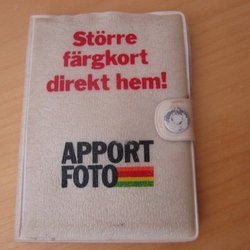 Större
färgkort
direkt hem!
APPORT
FOTO